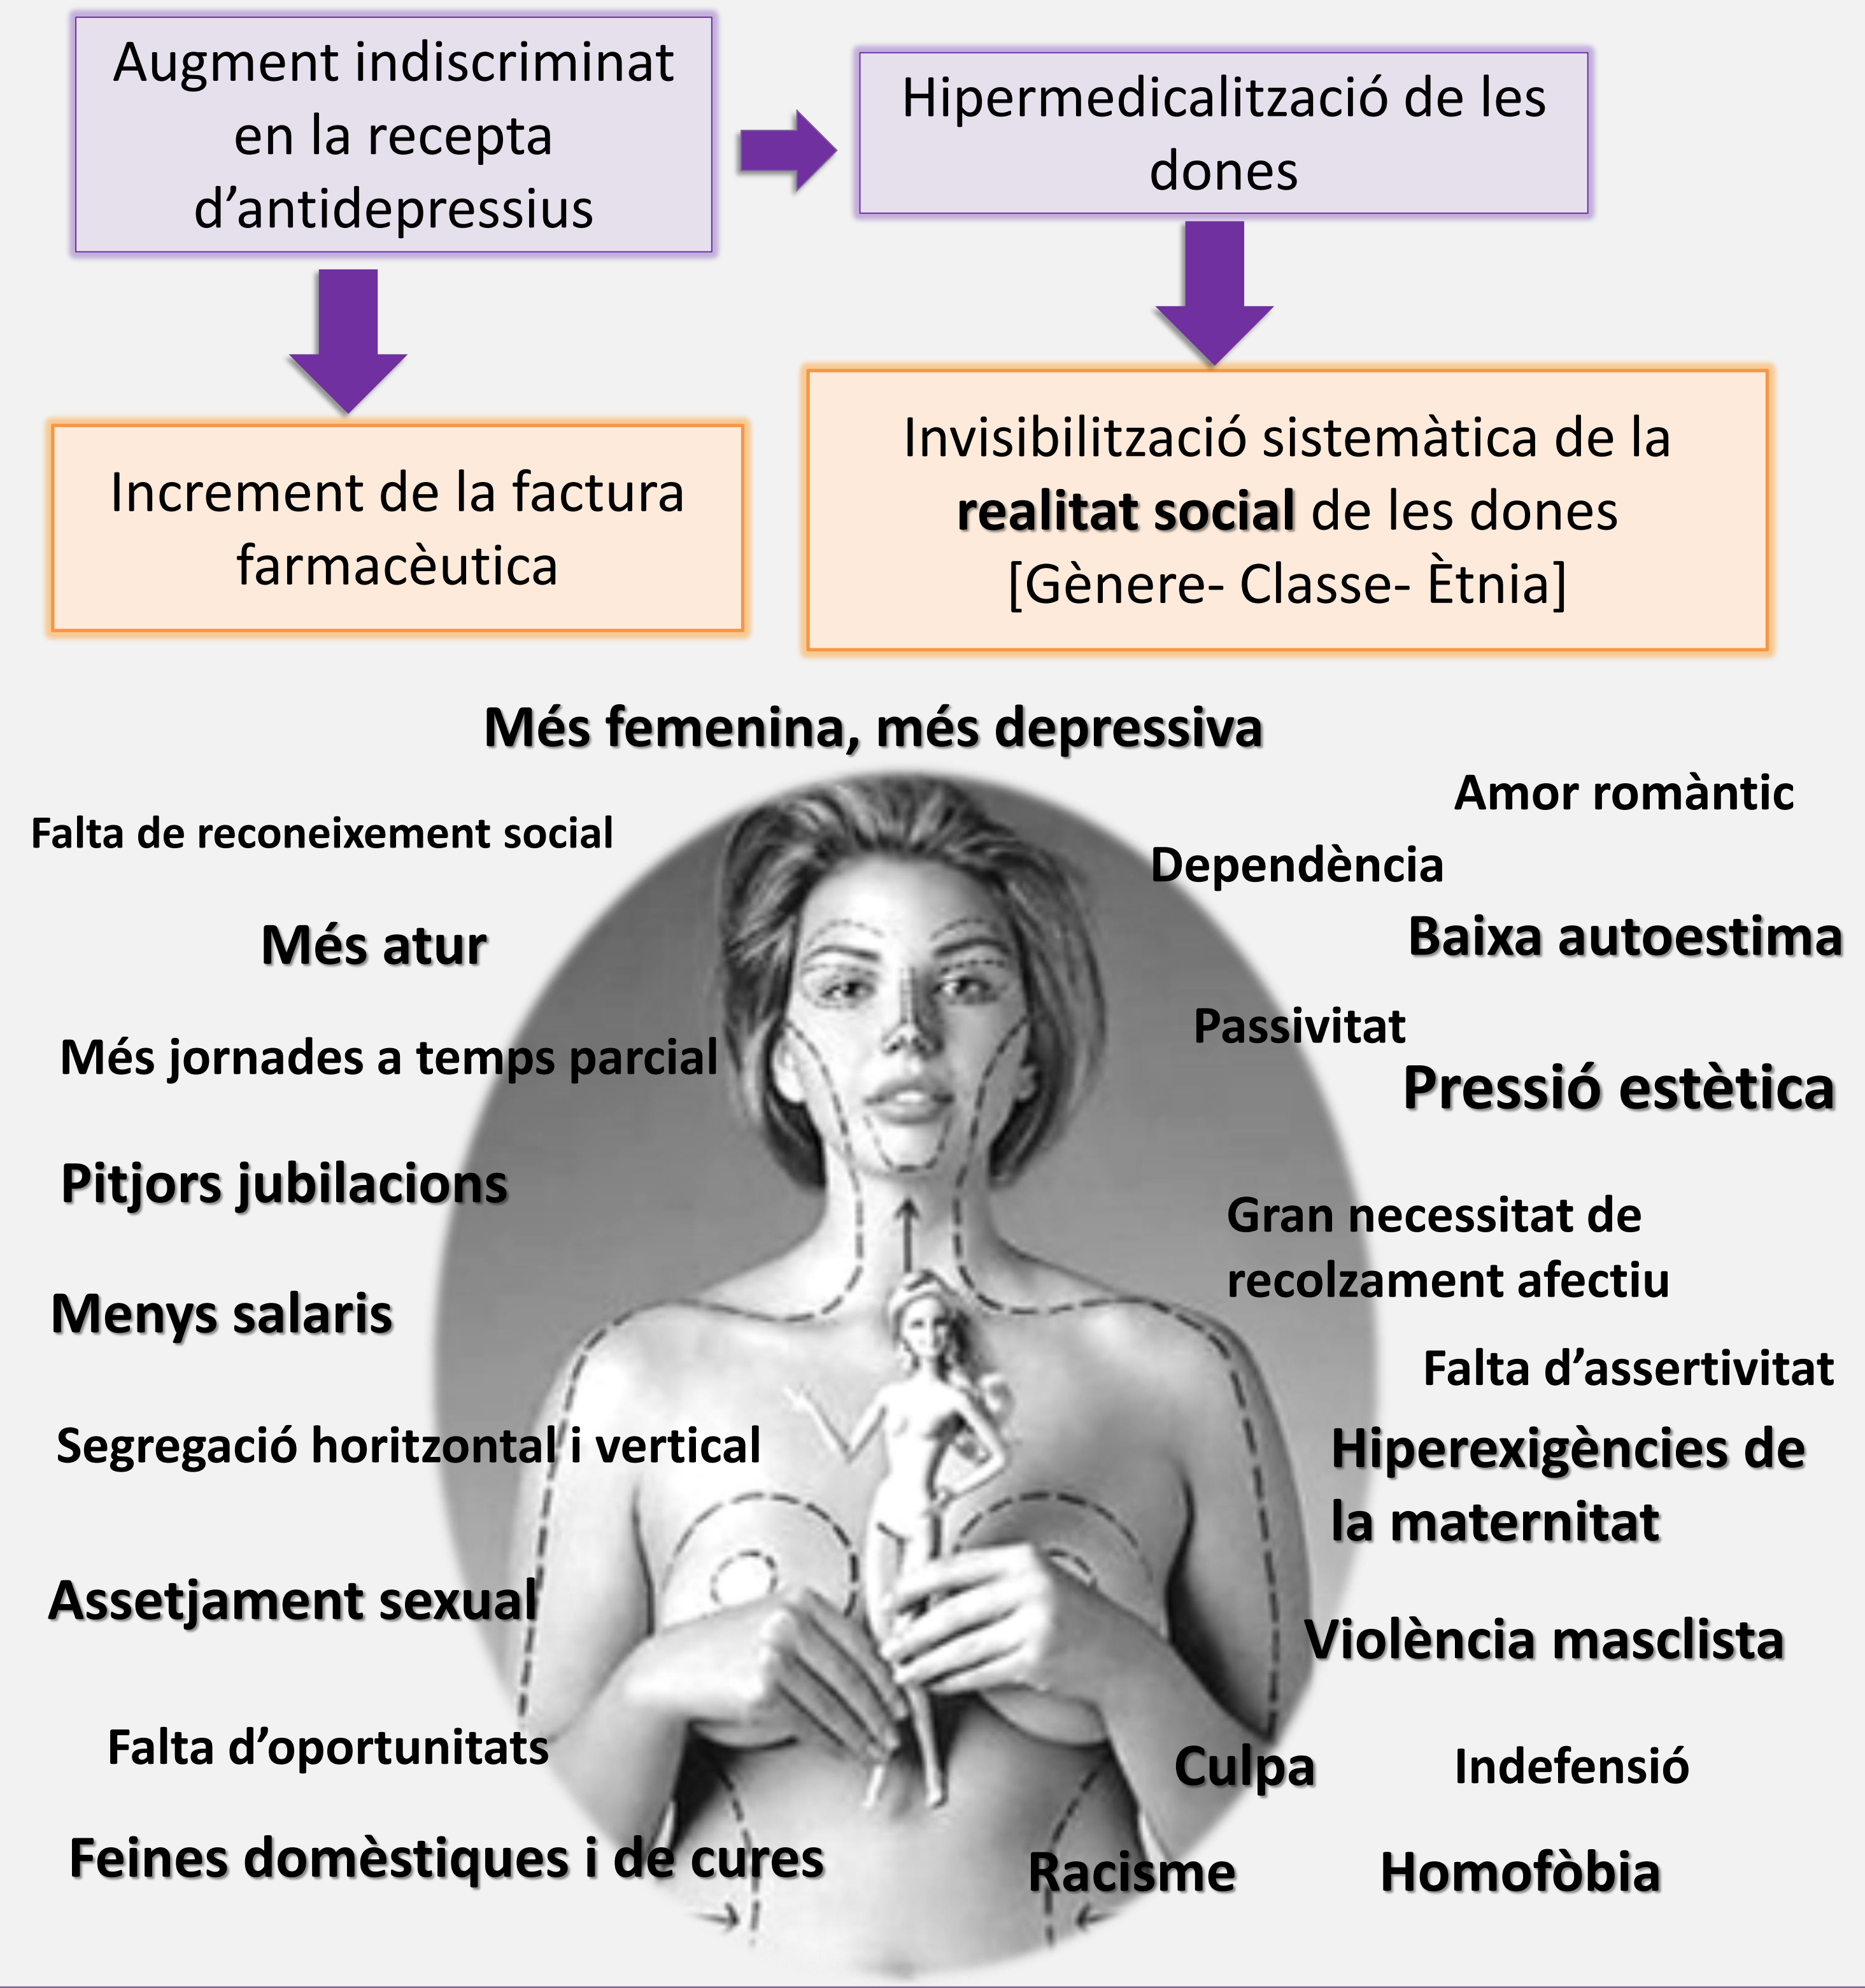 Augment indiscriminat
en la recepta
d’antidepressius
Hipermedicalització de les
dones
Increment de la factura
farmacèutica
Invisibilització sistemàtica de la
realitat social de les dones
[Gènere- Classe- Ètnia]
Més femenina, més depressiva
Falta de reconeixement social
Més atur
Més jornades a temps parcial
Pitjors jubilacions
Menys salaris
Segregació horitzontal i vertical
Assetjament sexual
Falta d’oportunitats
Feines domèstiques i de cures
Amor romàntic
Dependència
Baixa autoestima
Passivitat
Pressió estètica
Gran necessitat de
recolzament afectiu
Falta d’assertivitat
Hiperexigències de
la maternitat
Violència masclista
Culpa
Indefensió
Racisme
Homofòbia